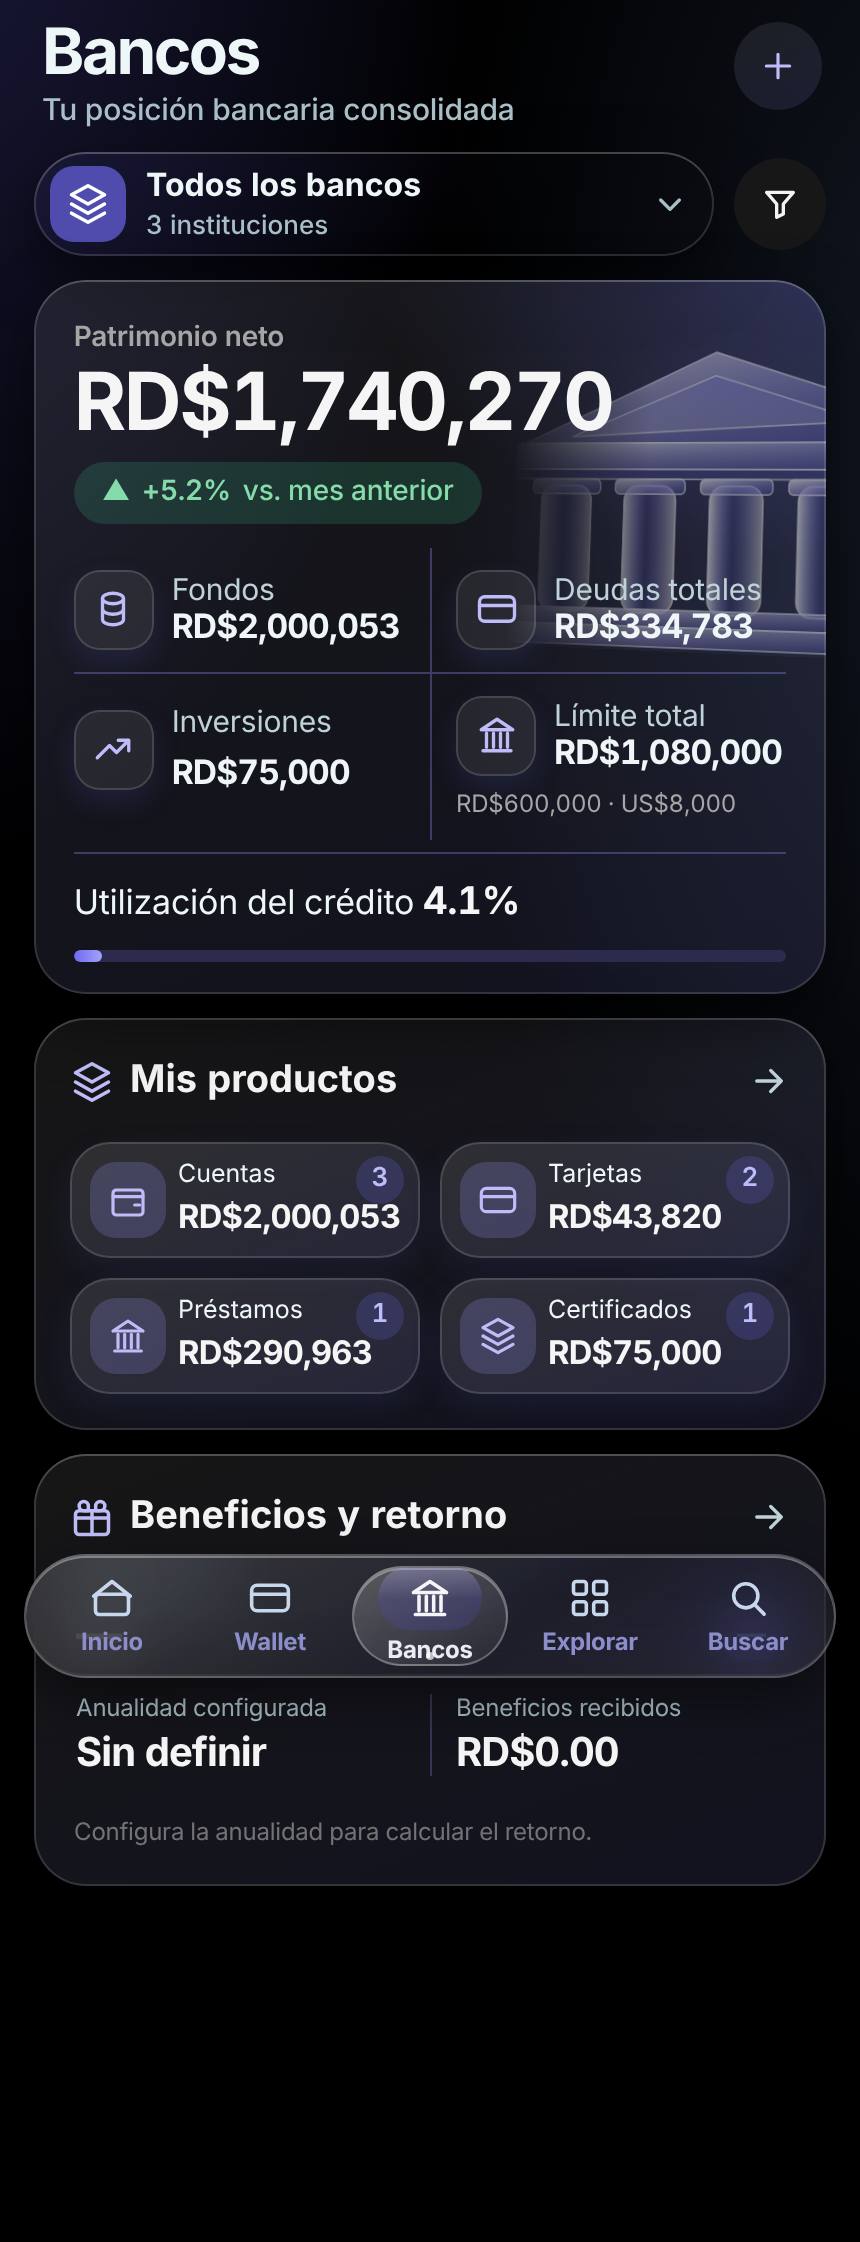 Bancos
Tu posición bancaria consolidada
Todos los bancos
3 instituciones
Patrimonio neto
RD$1,740,270
▲ +5.2% vs. mes anterior
Fondos
RD$2,000,053
Deudas totales
RD$334,783
Inversiones
RD$75,000
Límite total
RD$1,080,000
RD$600,000 · US$8,000
Utilización del crédito 4.1%
Mis productos
Cuentas
3
RD$2,000,053
Tarjetas
2
RD$43,820
Préstamos
1
RD$290,963
Certificados
1
RD$75,000
Beneficios y retorno
Inicio
Wallet
Bancos
Explorar
Buscar
Anualidad configurada
Sin definir
Beneficios recibidos
RD$0.00
Configura la anualidad para calcular el retorno.